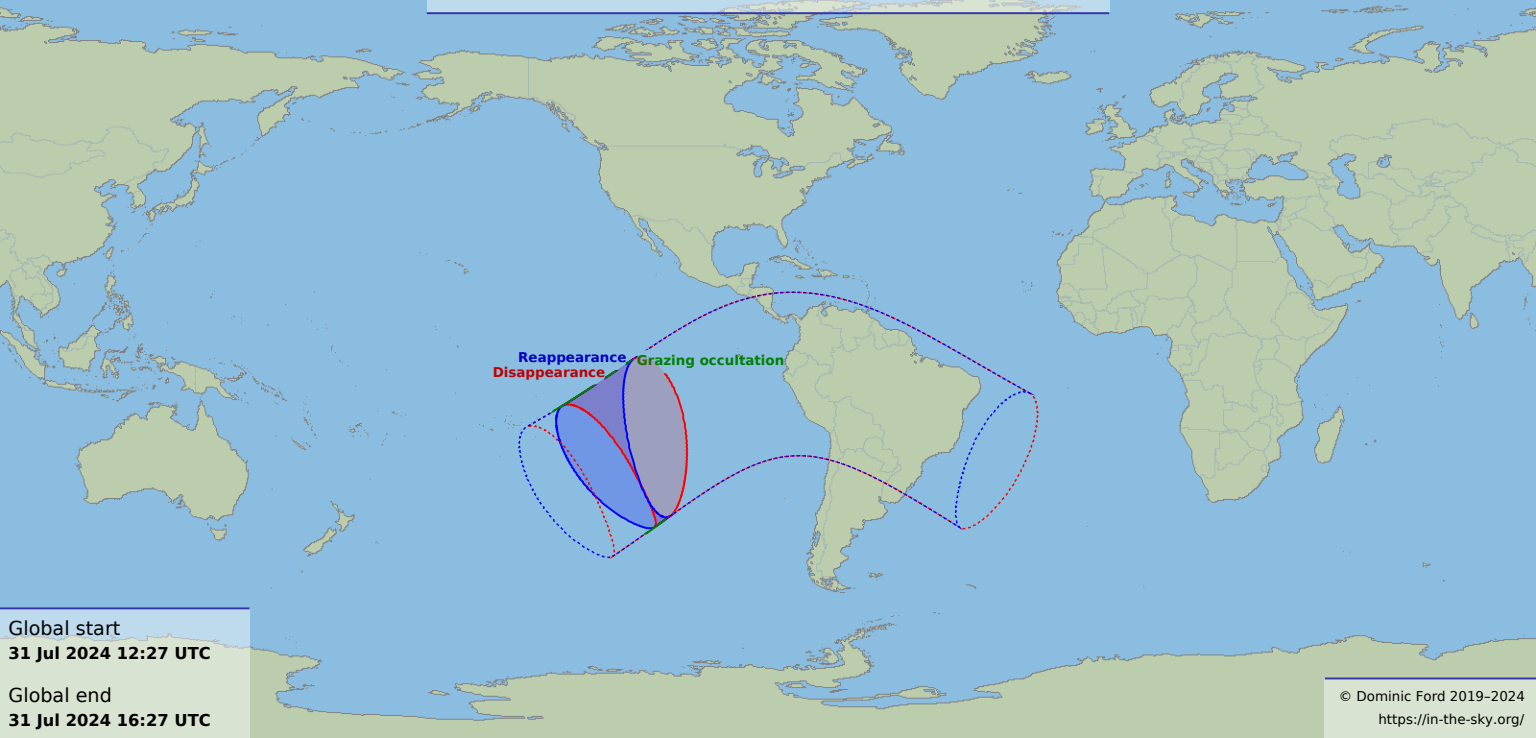 Reappearance
Grazing occultation
Disappearance
Global start
31 Jul 2024 12:27 UTC
Global end
31 Jul 2024 16:27 UTC
© Dominic Ford 2019–2024
https://in-the-sky.org/